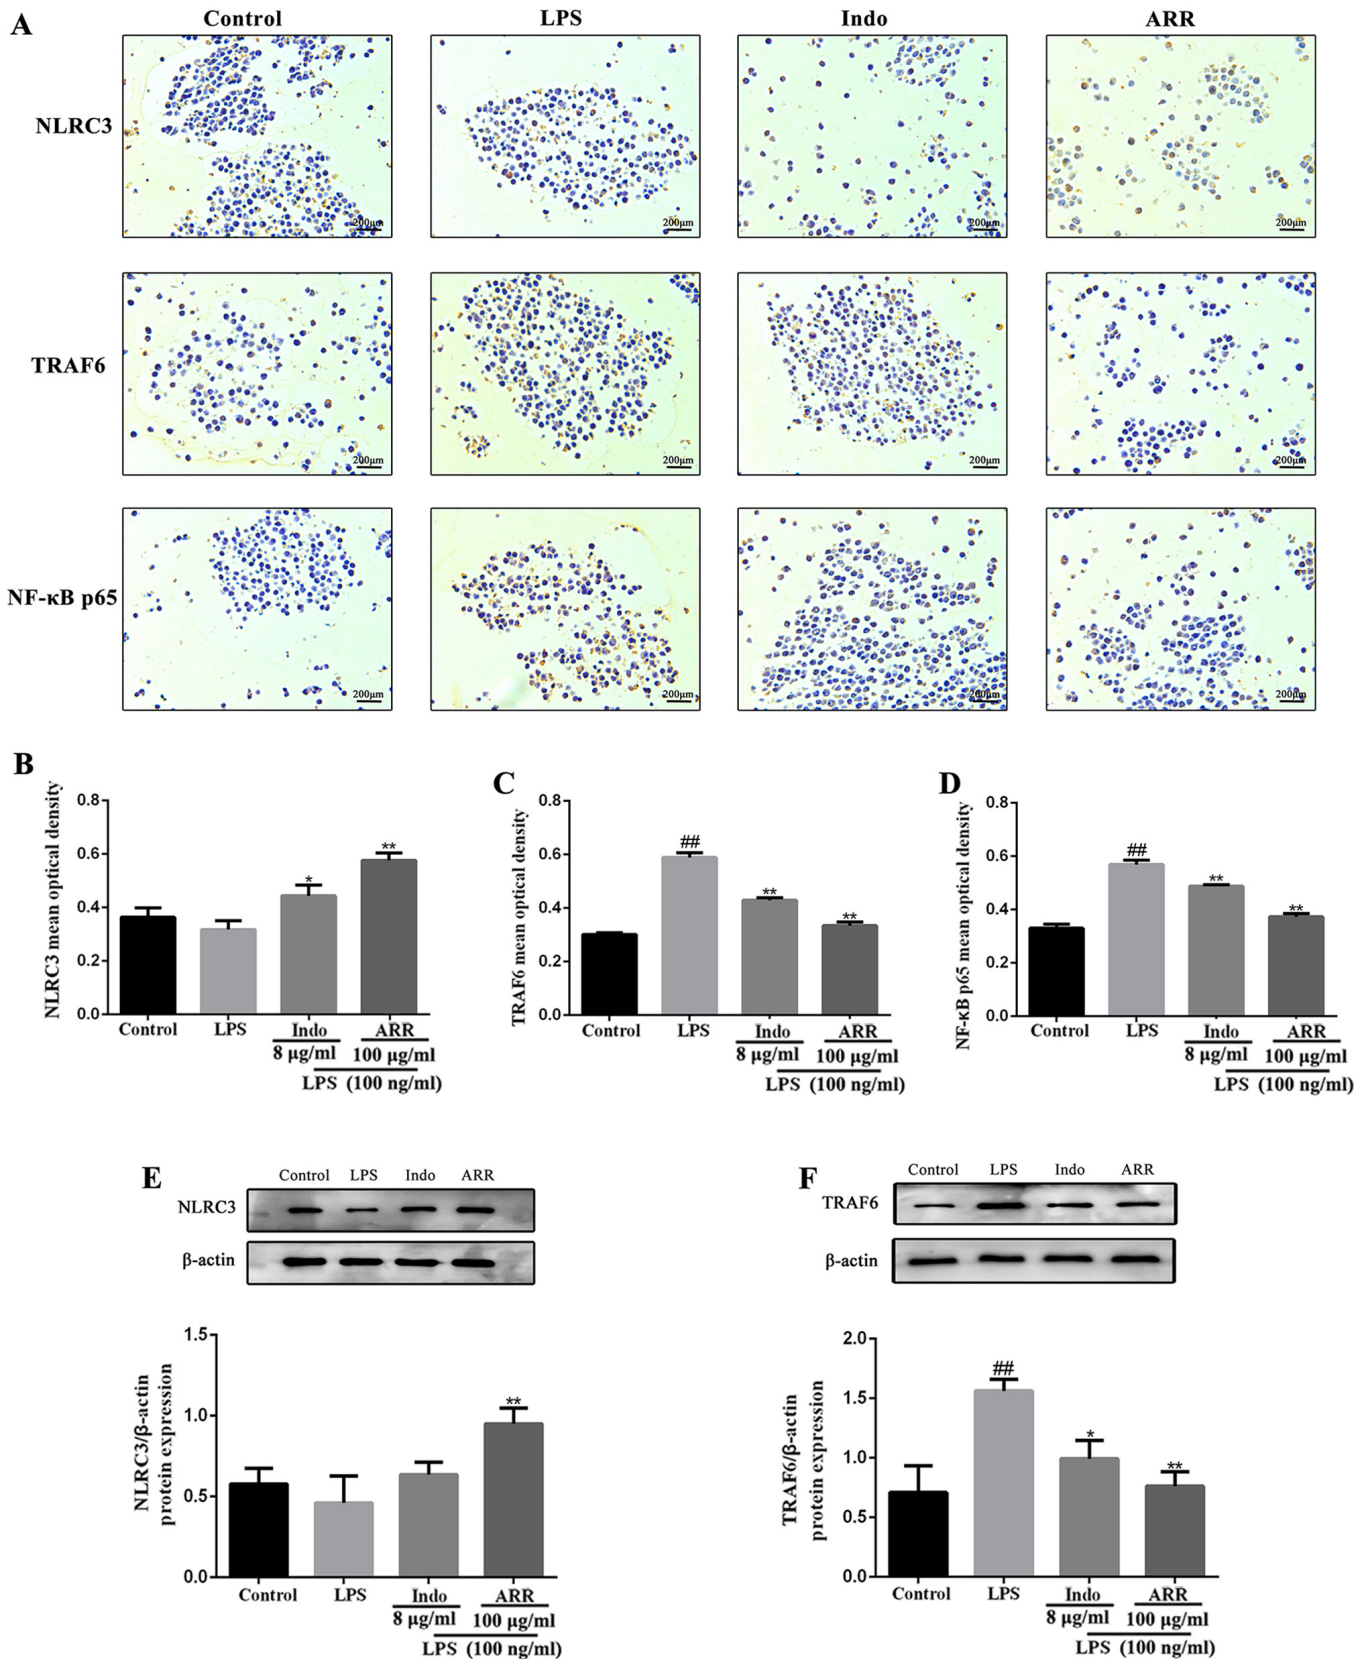 A
Control
LPS
Indo
ARR
NLRC3
200μm
200μm
200μm
200μm
TRAF6
200μm
200μm
200μm
200μm
NF-κB p65
200μm
200μm
200μm
200μm
B
NLRC3 mean optical density
0.8
0.6
0.4
0.2
0.0
*
**
Control
LPS
Indo
ARR
8 μg/ml
100 μg/ml
LPS (100 ng/ml)
C
TRAF6 mean optical density
0.8
0.6
0.4
0.2
0.0
##
**
**
Control
LPS
Indo
ARR
8 μg/ml
100 μg/ml
LPS (100 ng/ml)
D
NF-κB p65 mean optical density
0.8
0.6
0.4
0.2
0.0
##
**
**
Control
LPS
Indo
ARR
8 μg/ml
100 μg/ml
LPS (100 ng/ml)
E
Control
LPS
Indo
ARR
NLRC3
β-actin
NLRC3/β-actin
protein expression
1.5
1.0
0.5
0.0
**
Control
LPS
Indo
ARR
8 μg/ml
100 μg/ml
LPS (100 ng/ml)
F
Control
LPS
Indo
ARR
TRAF6
β-actin
TRAF6/β-actin
protein expression
2.0
1.5
1.0
0.5
0.0
##
*
**
Control
LPS
Indo
ARR
8 μg/ml
100 μg/ml
LPS (100 ng/ml)